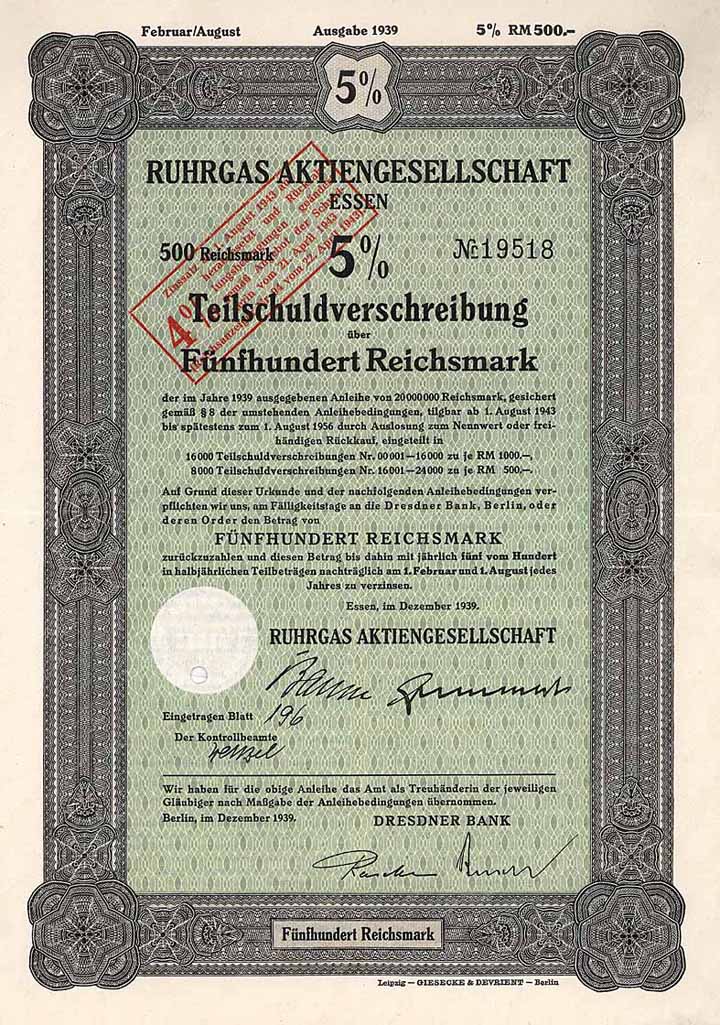 Februar/August Ausgabe 1939 5% RM 500.-
5%
RUHRGAS AKTIENGESELLSCHAFT
ESSEN
500 Reichsmark 5% № 19518
Teilschuldverschreibung
über
Fünfhundert Reichsmark
4%
Zinssatz August 1943
der im Jahre 1939 ausgegebenen Anleihe von 20000000 Reichsmark, gesichert
gemäß § 8 der umstehenden Anleihebedingungen, tilgbar ab 1. August 1943
bis spätestens zum 1. August 1956 durch Auslosung zum Nennwert oder frei-
händigen Rückkauf, eingeteilt in
16000 Teilschuldverschreibungen Nr. 00001—16000 zu je RM 1000.—,
8000 Teilschuldverschreibungen Nr. 16001—24000 zu je RM 500.—.
Auf Grund dieser Urkunde und der nachfolgenden Anleihebedingungen ver-
pflichten wir uns, am Fälligkeitstage an die Dresdner Bank, Berlin, oder
deren Order den Betrag von
FÜNFHUNDERT REICHSMARK
zurückzuzahlen und diesen Betrag bis dahin mit jährlich fünf vom Hundert
in halbjährlichen Teilbeträgen nachträglich am 1. Februar und 1. August jedes
Jahres zu verzinsen.
Essen, im Dezember 1939.
RUHRGAS AKTIENGESELLSCHAFT
Eingetragen Blatt 196
Der Kontrollbeamte
Wenzel
Wir haben für die obige Anleihe das Amt als Treuhänderin der jeweiligen
Gläubiger nach Maßgabe der Anleihebedingungen übernommen.
Berlin, im Dezember 1939.
DRESDNER BANK
Fünfhundert Reichsmark
Leipzig — GIESECKE & DEVRIENT — Berlin